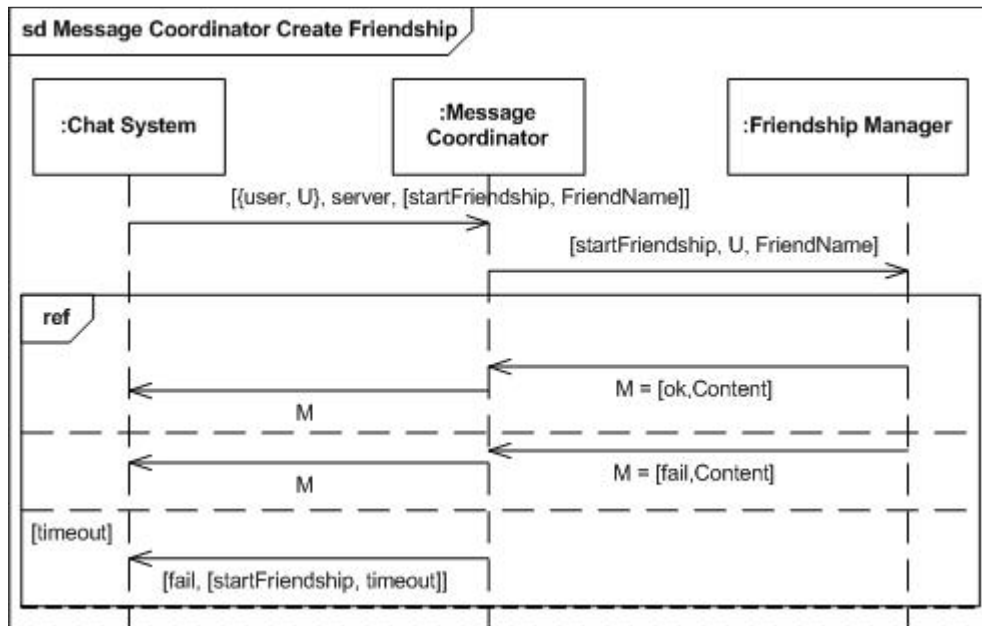 sd Message Coordinator Create Friendship
:Chat System
:Message
Coordinator
:Friendship Manager
[{user, U}, server, [startFriendship, FriendName]]
[startFriendship, U, FriendName]
ref
M = [ok,Content]
M
M = [fail,Content]
M
[timeout]
[fail, [startFriendship, timeout]]